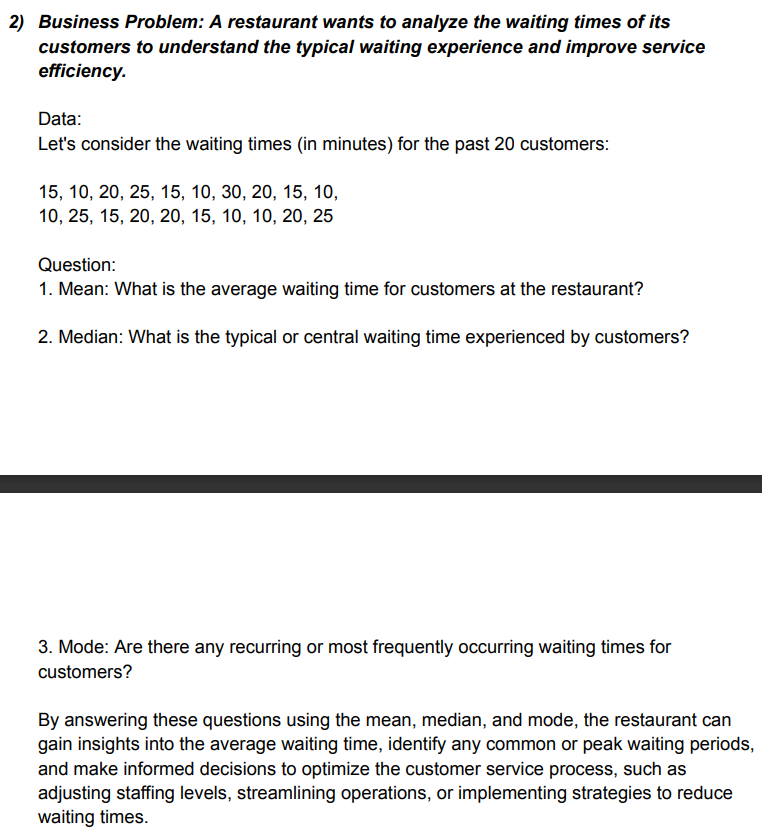 2) Business Problem: A restaurant wants to analyze the waiting times of its
customers to understand the typical waiting experience and improve service
efficiency.
Data:
Let's consider the waiting times (in minutes) for the past 20 customers:
15, 10, 20, 25, 15, 10, 30, 20, 15, 10,
10, 25, 15, 20, 20, 15, 10, 10, 20, 25
Question:
1. Mean: What is the average waiting time for customers at the restaurant?
2. Median: What is the typical or central waiting time experienced by customers?
3. Mode: Are there any recurring or most frequently occurring waiting times for
customers?
By answering these questions using the mean, median, and mode, the restaurant can
gain insights into the average waiting time, identify any common or peak waiting periods,
and make informed decisions to optimize the customer service process, such as
adjusting staffing levels, streamlining operations, or implementing strategies to reduce
waiting times.